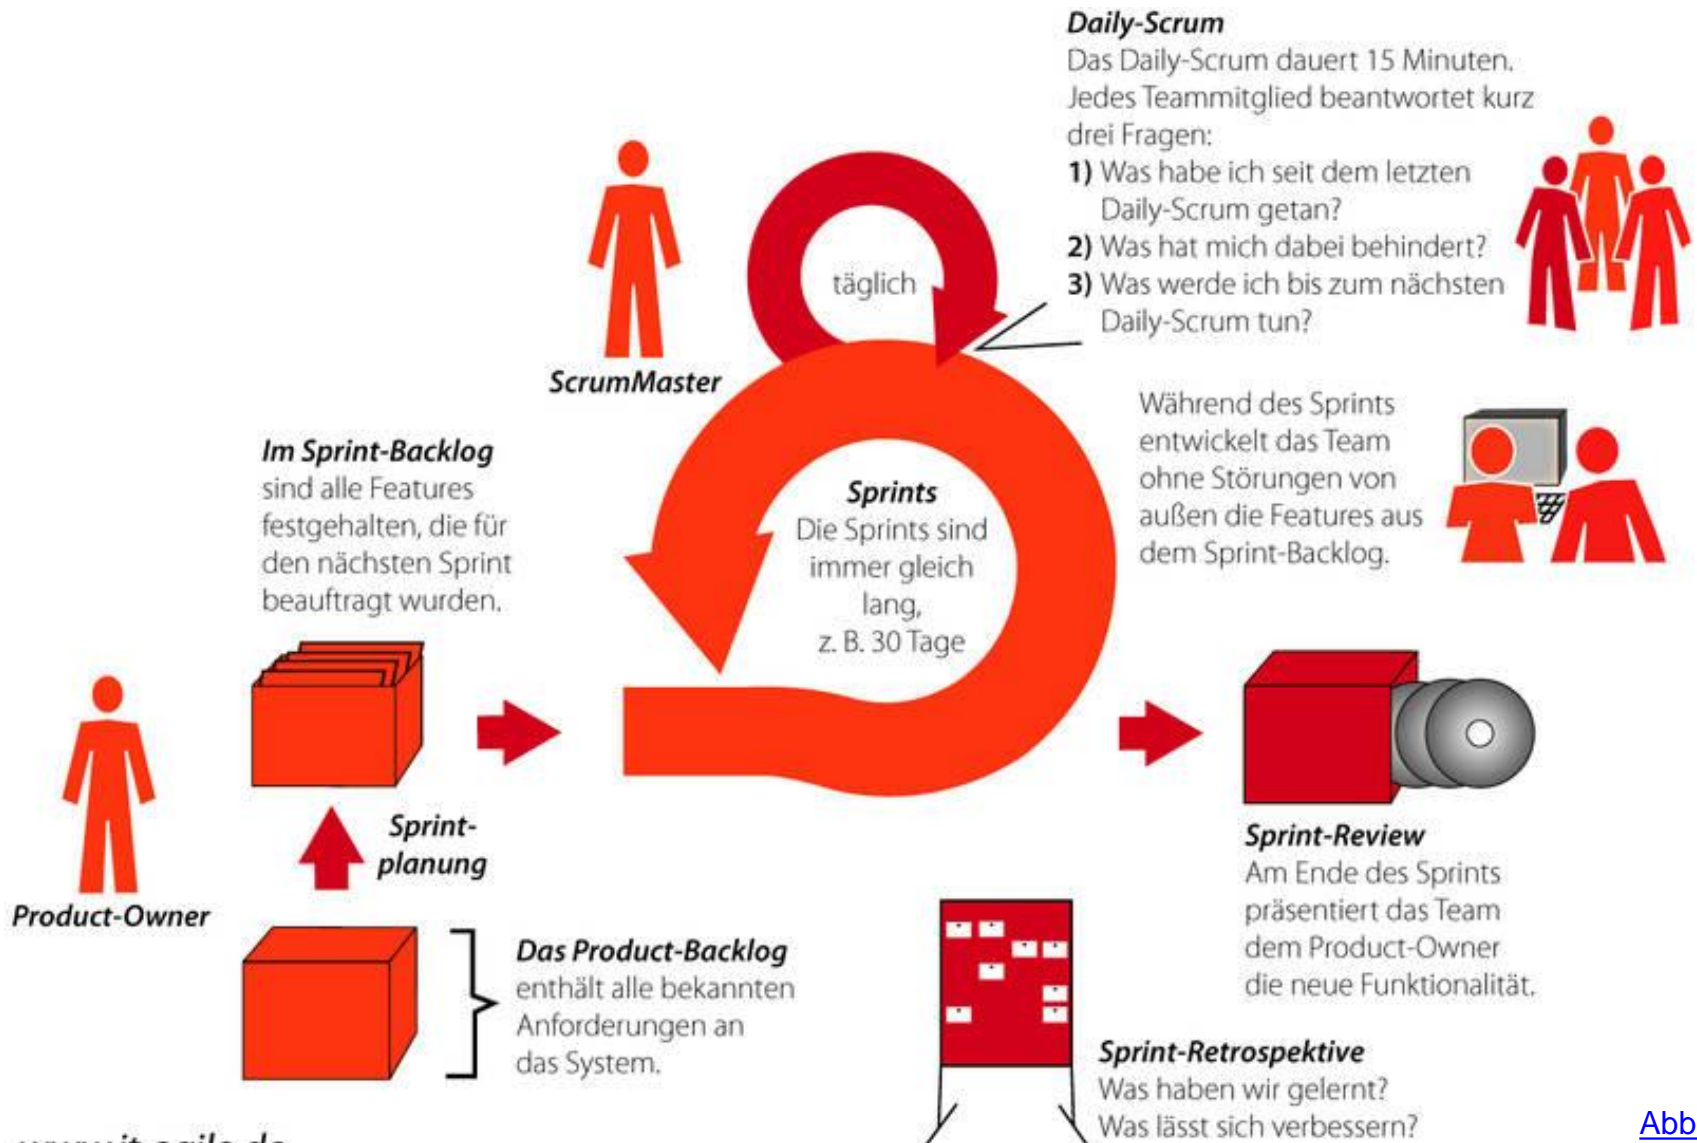 Daily-Scrum
Das Daily-Scrum dauert 15 Minuten.
Jedes Teammitglied beantwortet kurz
drei Fragen:
1) Was habe ich seit dem letzten
Daily-Scrum getan?
2) Was hat mich dabei behindert?
3) Was werde ich bis zum nächsten
Daily-Scrum tun?
täglich
ScrumMaster
Während des Sprints
entwickelt das Team
ohne Störungen von
außen die Features aus
dem Sprint-Backlog.
Im Sprint-Backlog
sind alle Features
festgehalten, die für
den nächsten Sprint
beauftragt wurden.
Sprints
Die Sprints sind
immer gleich
lang,
z. B. 30 Tage
Sprint-
planung
Product-Owner
Das Product-Backlog
enthält alle bekannten
Anforderungen an
das System.
Sprint-Review
Am Ende des Sprints
präsentiert das Team
dem Product-Owner
die neue Funktionalität.
Sprint-Retrospektive
Was haben wir gelernt?
Was lässt sich verbessern?
www.it-agile.de
Abb